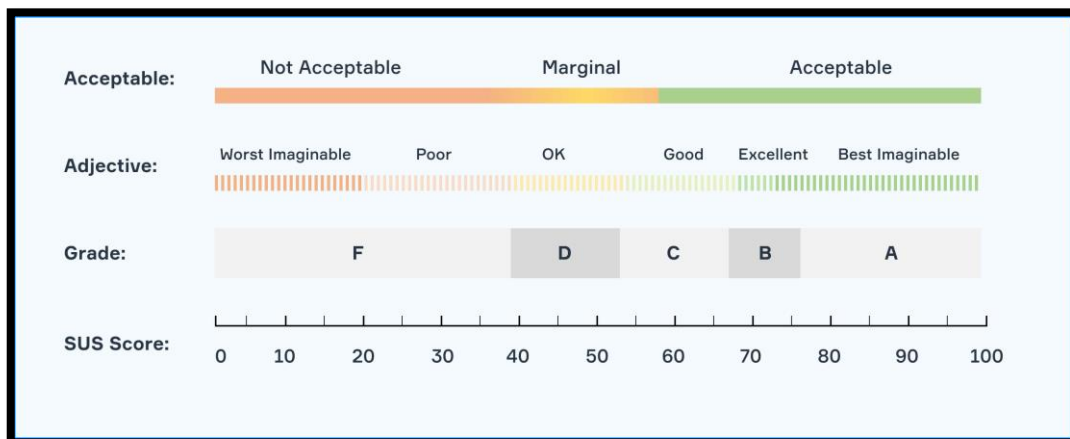 Acceptable: Not Acceptable Marginal Acceptable
Adjective: Worst Imaginable Poor OK Good Excellent Best Imaginable
Grade: F D C B A
SUS Score: 0 10 20 30 40 50 60 70 80 90 100